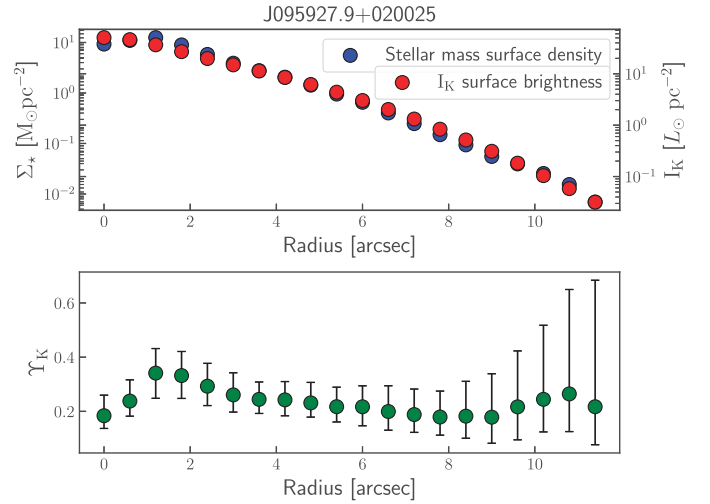 J095927.9+020025
10¹
10⁰
10⁻¹
10⁻²
Σ⋆ [M⊙pc⁻²]
Stellar mass surface density
I_K surface brightness
10¹
10⁰
10⁻¹
I_K [L⊙ pc⁻²]
0 2 4 6 8 10
Radius [arcsec]
0.6
0.4
0.2
Υ_K
0 2 4 6 8 10
Radius [arcsec]